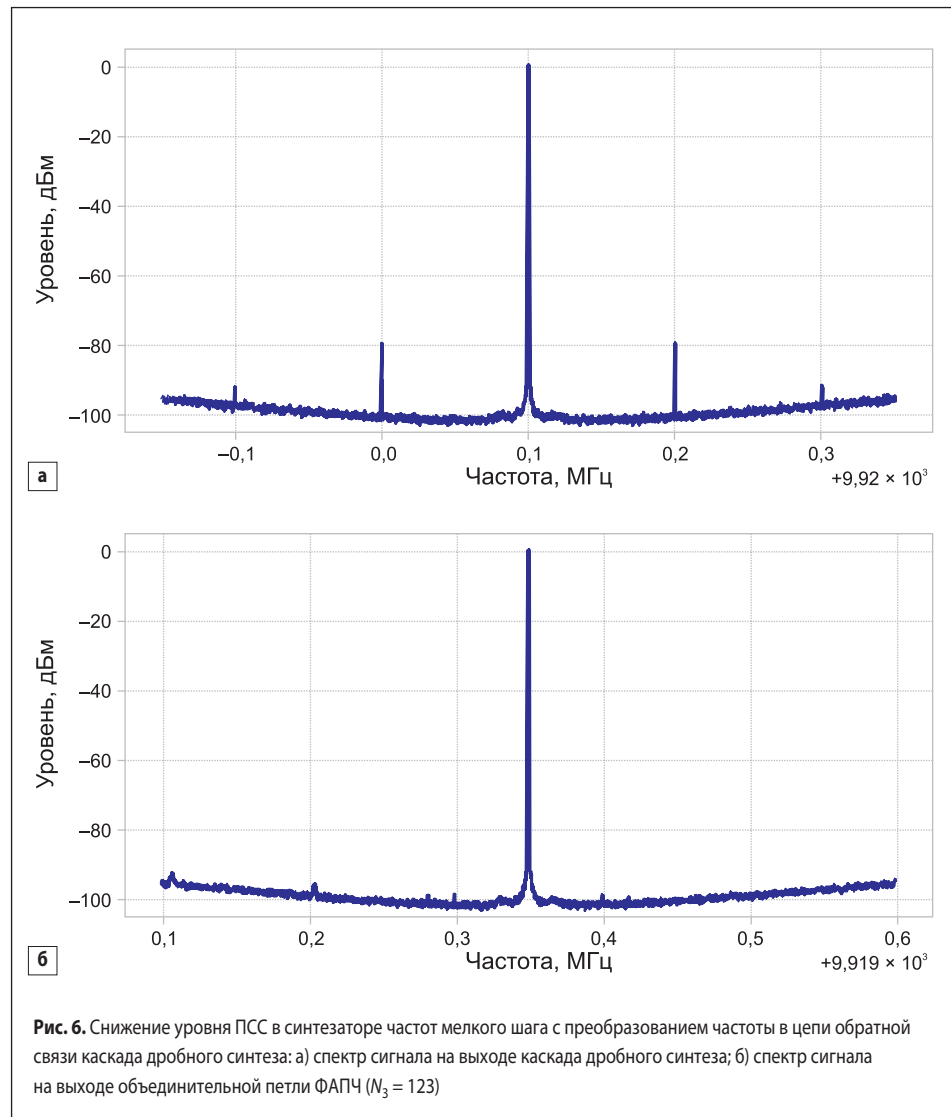 0
–20
–40
–60
–80
–100
Уровень, дБм
–0,1
0,0
0,1
0,2
0,3
Частота, МГц
+9,92 × 10³
а
0
–20
–40
–60
–80
–100
Уровень, дБм
0,1
0,2
0,3
0,4
0,5
0,6
Частота, МГц
+9,919 × 10³
б
Рис. 6. Снижение уровня ПСС в синтезаторе частот мелкого шага с преобразованием частоты в цепи обратной
связи каскада дробного синтеза: а) спектр сигнала на выходе каскада дробного синтеза; б) спектр сигнала
на выходе объединительной петли ФАПЧ (N₃ = 123)